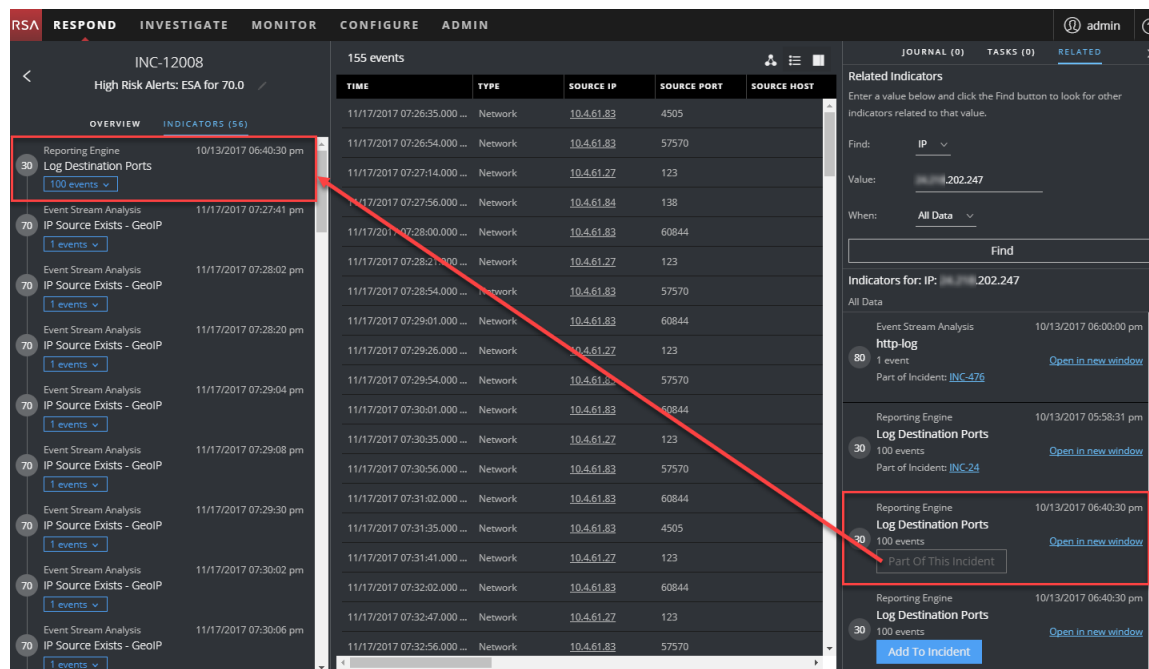 RSA RESPOND INVESTIGATE MONITOR CONFIGURE ADMIN admin
INC-12008
High Risk Alerts: ESA for 70.0
OVERVIEW INDICATORS (56)
Reporting Engine 10/13/2017 06:40:30 pm
30 Log Destination Ports
100 events
Event Stream Analysis 11/17/2017 07:27:41 pm
70 IP Source Exists - GeoIP
1 events
Event Stream Analysis 11/17/2017 07:28:02 pm
70 IP Source Exists - GeoIP
1 events
Event Stream Analysis 11/17/2017 07:28:20 pm
70 IP Source Exists - GeoIP
1 events
Event Stream Analysis 11/17/2017 07:29:04 pm
70 IP Source Exists - GeoIP
1 events
Event Stream Analysis 11/17/2017 07:29:08 pm
70 IP Source Exists - GeoIP
1 events
Event Stream Analysis 11/17/2017 07:29:30 pm
70 IP Source Exists - GeoIP
1 events
Event Stream Analysis 11/17/2017 07:30:02 pm
70 IP Source Exists - GeoIP
1 events
Event Stream Analysis 11/17/2017 07:30:06 pm
70 IP Source Exists - GeoIP
1 events
155 events
TIME TYPE SOURCE IP SOURCE PORT SOURCE HOST
11/17/2017 07:26:35.000 ... Network 10.4.61.83 4505
11/17/2017 07:26:54.000 ... Network 10.4.61.83 57570
11/17/2017 07:27:14.000 ... Network 10.4.61.27 123
11/17/2017 07:27:56.000 ... Network 10.4.61.84 138
11/17/2017 07:28:00.000 ... Network 10.4.61.83 60844
11/17/2017 07:28:21.000 ... Network 10.4.61.27 123
11/17/2017 07:28:54.000 ... Network 10.4.61.83 57570
11/17/2017 07:29:01.000 ... Network 10.4.61.83 60844
11/17/2017 07:29:26.000 ... Network 10.4.61.27 123
11/17/2017 07:29:54.000 ... Network 10.4.61.83 57570
11/17/2017 07:30:01.000 ... Network 10.4.61.83 60844
11/17/2017 07:30:35.000 ... Network 10.4.61.27 123
11/17/2017 07:30:56.000 ... Network 10.4.61.83 57570
11/17/2017 07:31:02.000 ... Network 10.4.61.83 60844
11/17/2017 07:31:35.000 ... Network 10.4.61.83 4505
11/17/2017 07:31:41.000 ... Network 10.4.61.27 123
11/17/2017 07:32:02.000 ... Network 10.4.61.83 60844
11/17/2017 07:32:47.000 ... Network 10.4.61.27 123
11/17/2017 07:32:56.000 ... Network 10.4.61.83 57570
JOURNAL (0) TASKS (0) RELATED
Related Indicators
Enter a value below and click the Find button to look for other
indicators related to that value.
Find: IP
Value: .202.247
When: All Data
Find
Indicators for: IP: .202.247
All Data
Event Stream Analysis 10/13/2017 06:00:00 pm
http-log
80 1 event Open in new window
Part of Incident: INC-476
Reporting Engine 10/13/2017 05:58:31 pm
Log Destination Ports
30 100 events Open in new window
Part of Incident: INC-24
Reporting Engine 10/13/2017 06:40:30 pm
Log Destination Ports
30 100 events Open in new window
Part Of This Incident
Reporting Engine 10/13/2017 06:40:30 pm
Log Destination Ports
30 100 events Open in new window
Add To Incident